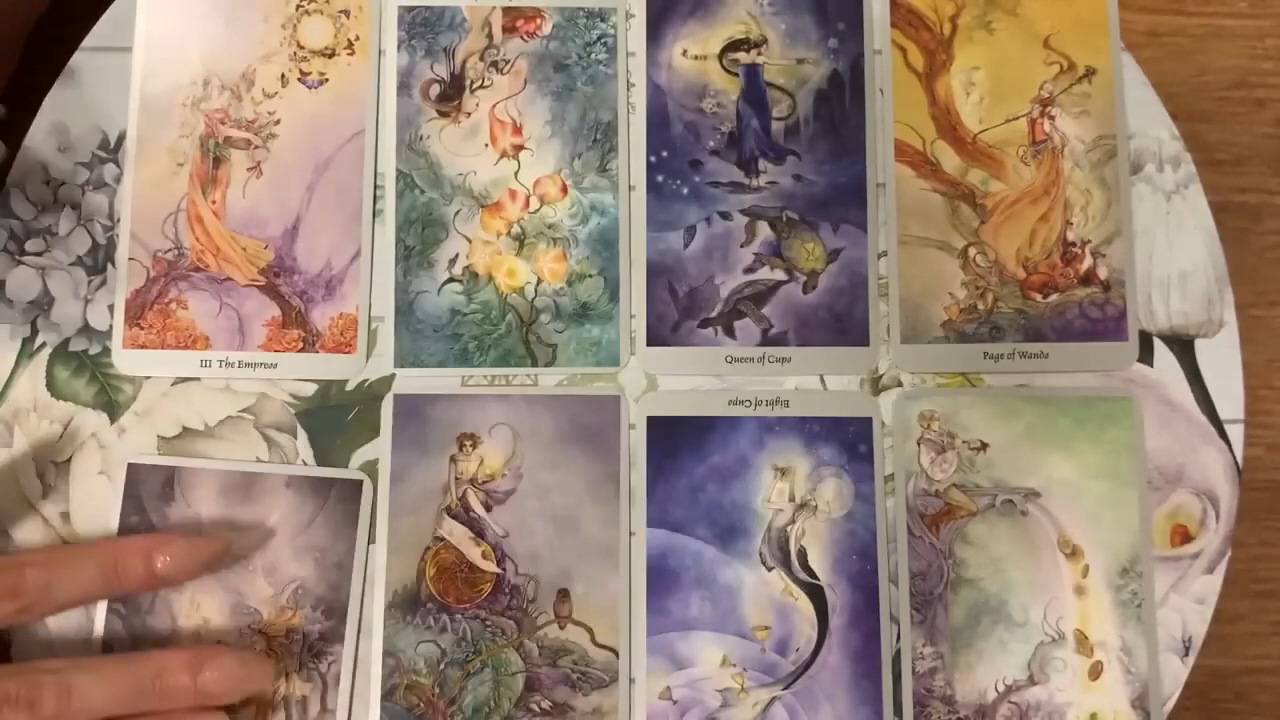 III The Empress
Queen of Cups
Page of Wands
Eight of Cups